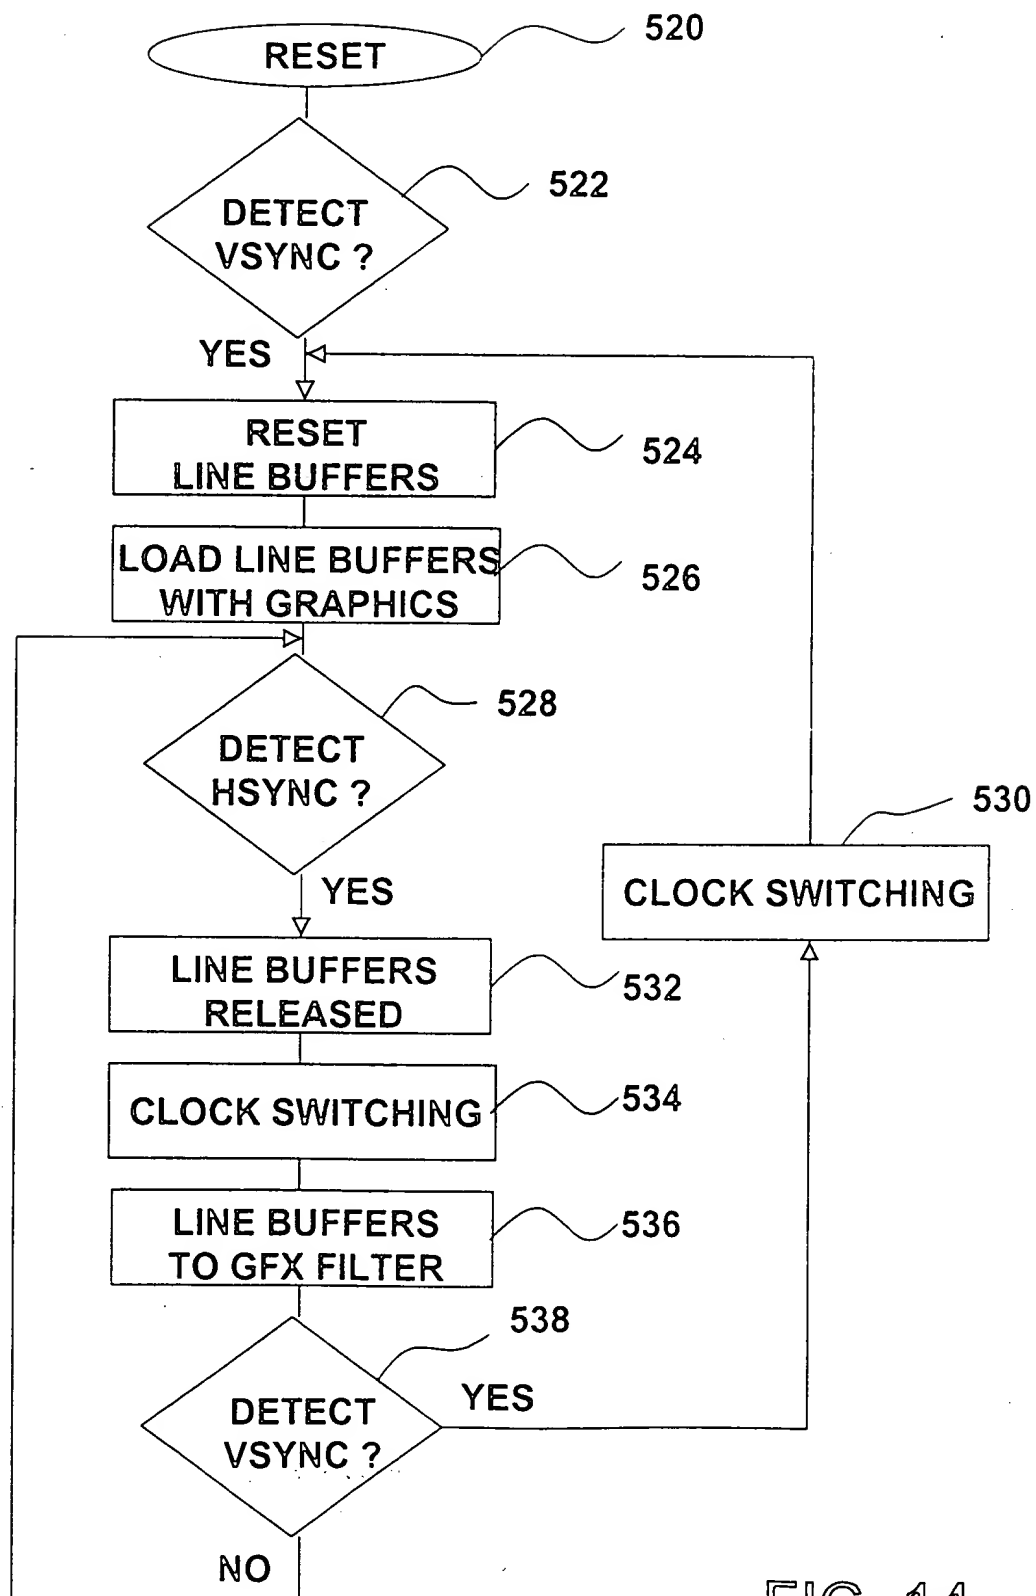 RESET
520
DETECT
VSYNC ?
522
YES
RESET
LINE BUFFERS
524
LOAD LINE BUFFERS
WITH GRAPHICS
526
DETECT
HSYNC ?
528
YES
530
CLOCK SWITCHING
LINE BUFFERS
RELEASED
532
CLOCK SWITCHING
534
LINE BUFFERS
TO GFX FILTER
536
538
DETECT
VSYNC ?
YES
NO
FIG.